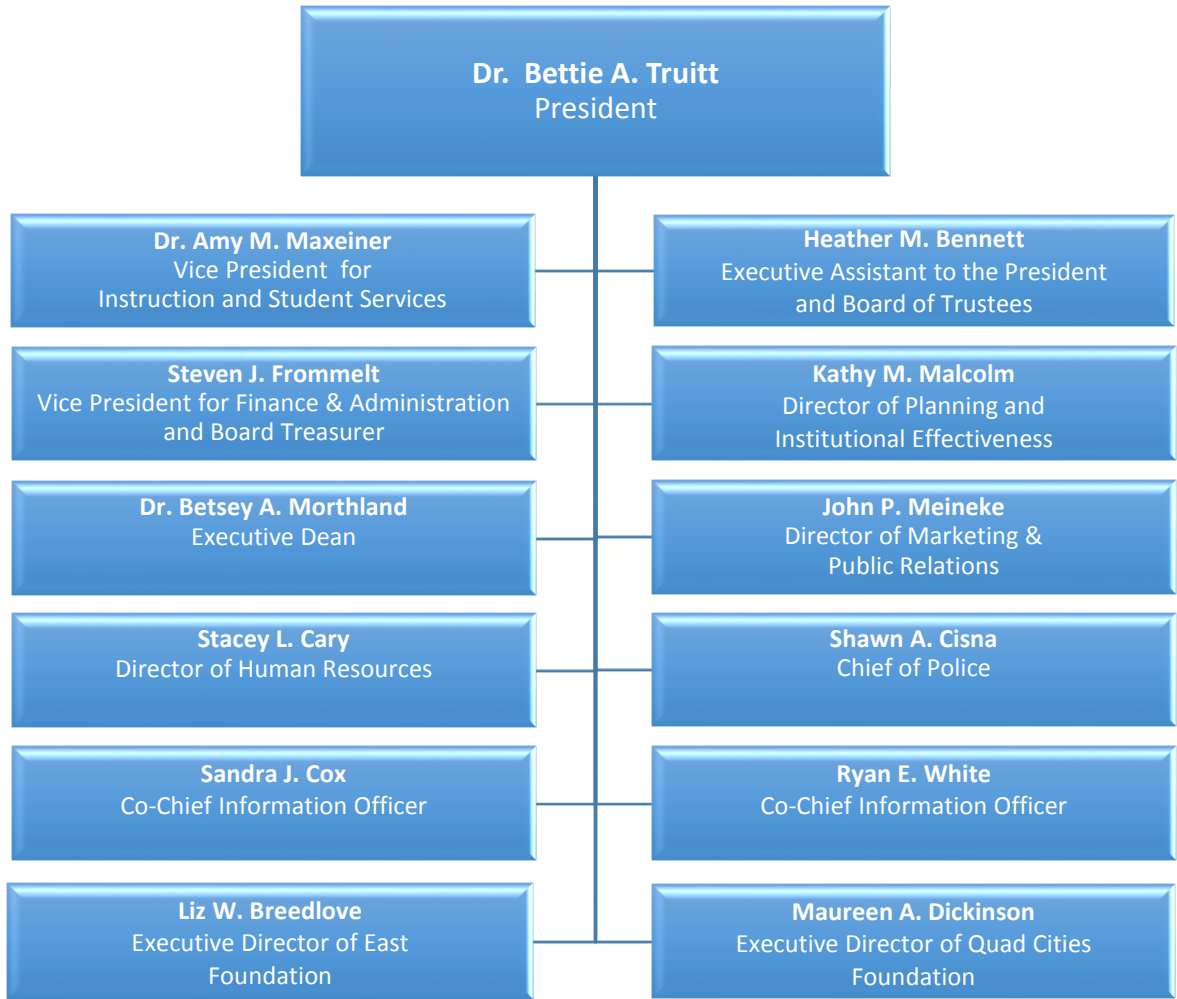 Dr. Bettie A. Truitt
President
Dr. Amy M. Maxeiner
Vice President for
Instruction and Student Services
Heather M. Bennett
Executive Assistant to the President
and Board of Trustees
Steven J. Frommelt
Vice President for Finance & Administration
and Board Treasurer
Kathy M. Malcolm
Director of Planning and
Institutional Effectiveness
Dr. Betsey A. Morthland
Executive Dean
John P. Meineke
Director of Marketing &
Public Relations
Stacey L. Cary
Director of Human Resources
Shawn A. Cisna
Chief of Police
Sandra J. Cox
Co-Chief Information Officer
Ryan E. White
Co-Chief Information Officer
Liz W. Breedlove
Executive Director of East
Foundation
Maureen A. Dickinson
Executive Director of Quad Cities
Foundation